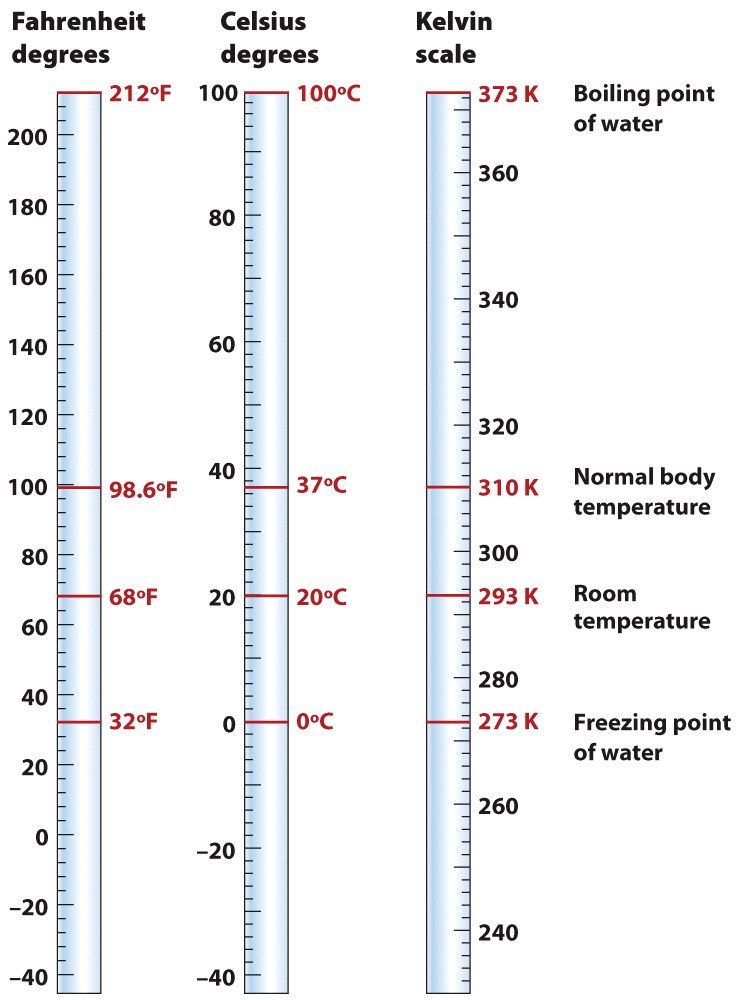 Fahrenheit degrees
Celsius degrees
Kelvin scale
212ºF
100
100ºC
373 K
Boiling point
of water
200
360
180
80
160
340
140
60
120
320
100
98.6ºF
40
37ºC
310 K
Normal body
temperature
80
300
68ºF
20
20ºC
293 K
Room
temperature
60
280
40
32ºF
0
0ºC
273 K
Freezing point
of water
20
260
0
–20
–20
240
–40
–40